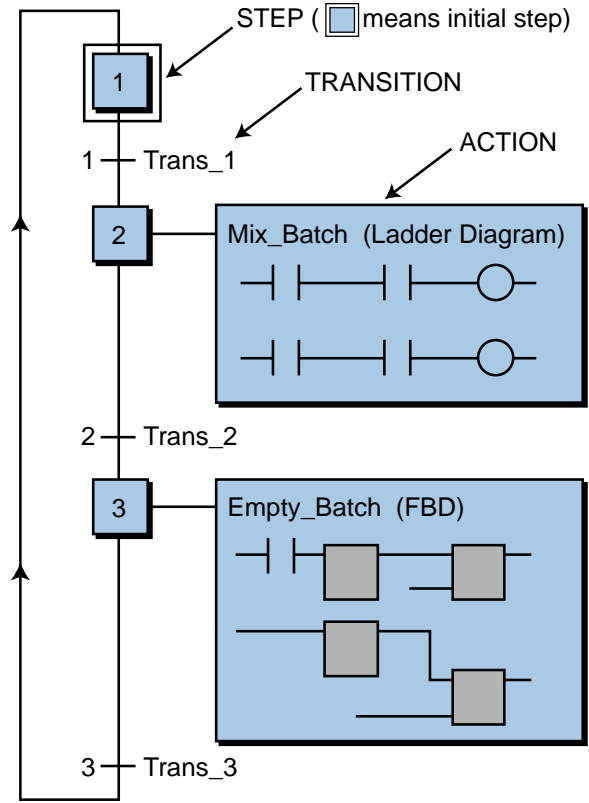 STEP ( means initial step)
1
TRANSITION
1 Trans_1
ACTION
2
Mix_Batch (Ladder Diagram)
2 Trans_2
3
Empty_Batch (FBD)
3 Trans_3